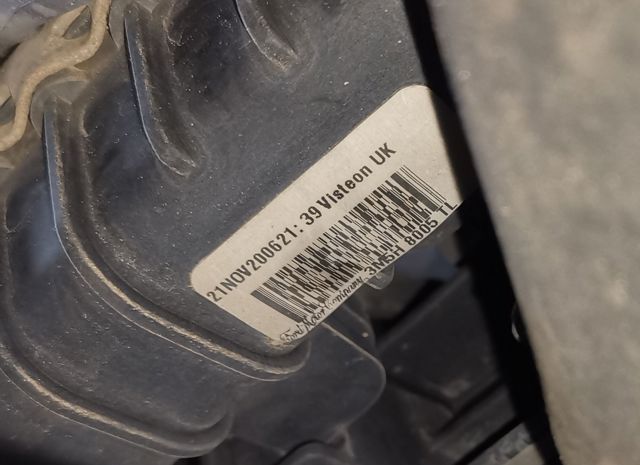 21NOV200621:39 Visteon UK
Ford Motor Company 3M5H 8005 TL